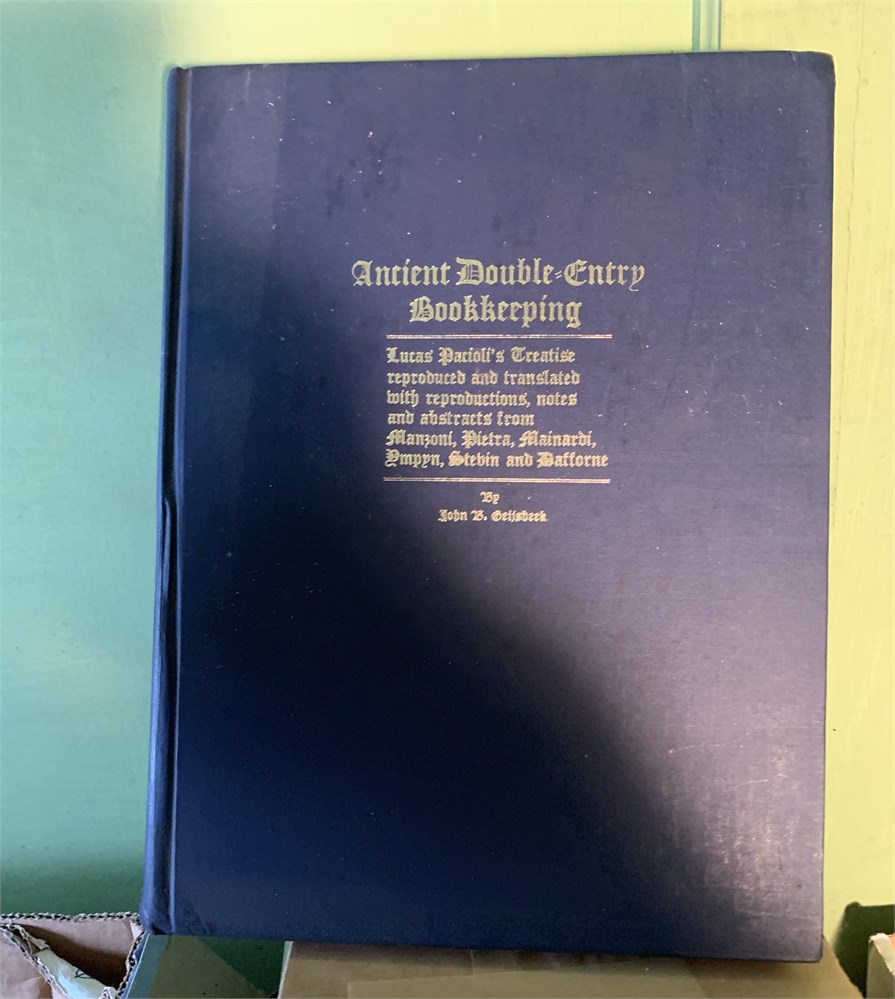 Ancient Double-Entry
Bookkeeping
Lucas Pacioli's Treatise
reproduced and translated
with reproductions, notes
and abstracts from
Manzoni, Pietra, Mainardi,
Ympyn, Stevin and Dafforne
By
John B. Geijsbeek